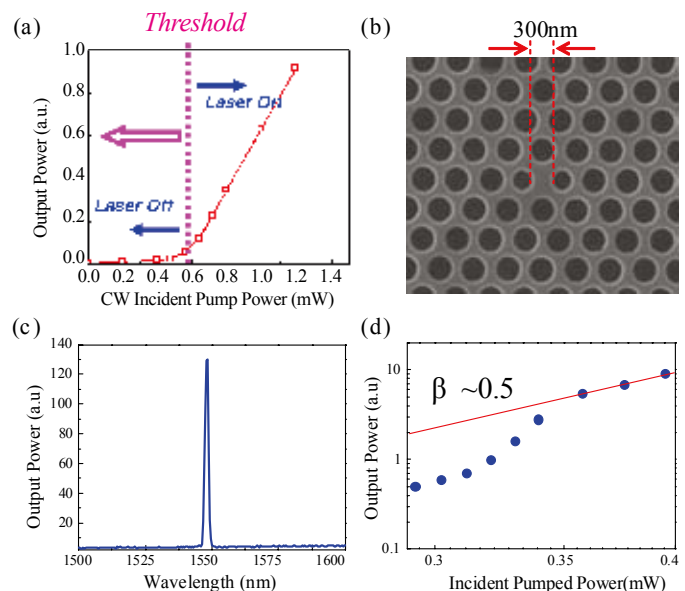 (a)
Threshold
1.0
0.8
0.6
0.4
0.2
0.0
Output Power (a.u.)
Laser Off
Laser Off
0.0 0.2 0.4 0.6 0.8 1.0 1.2 1.4
CW Incident Pump Power (mW)
(b)
300nm
(c)
140
120
100
80
60
40
20
Output Power (a.u)
1500 1525 1550 1575 1600
Wavelength (nm)
(d)
β ~0.5
10
1
0.1
Output Power (a.u)
0.3 0.35 0.4
Incident Pumped Power(mW)